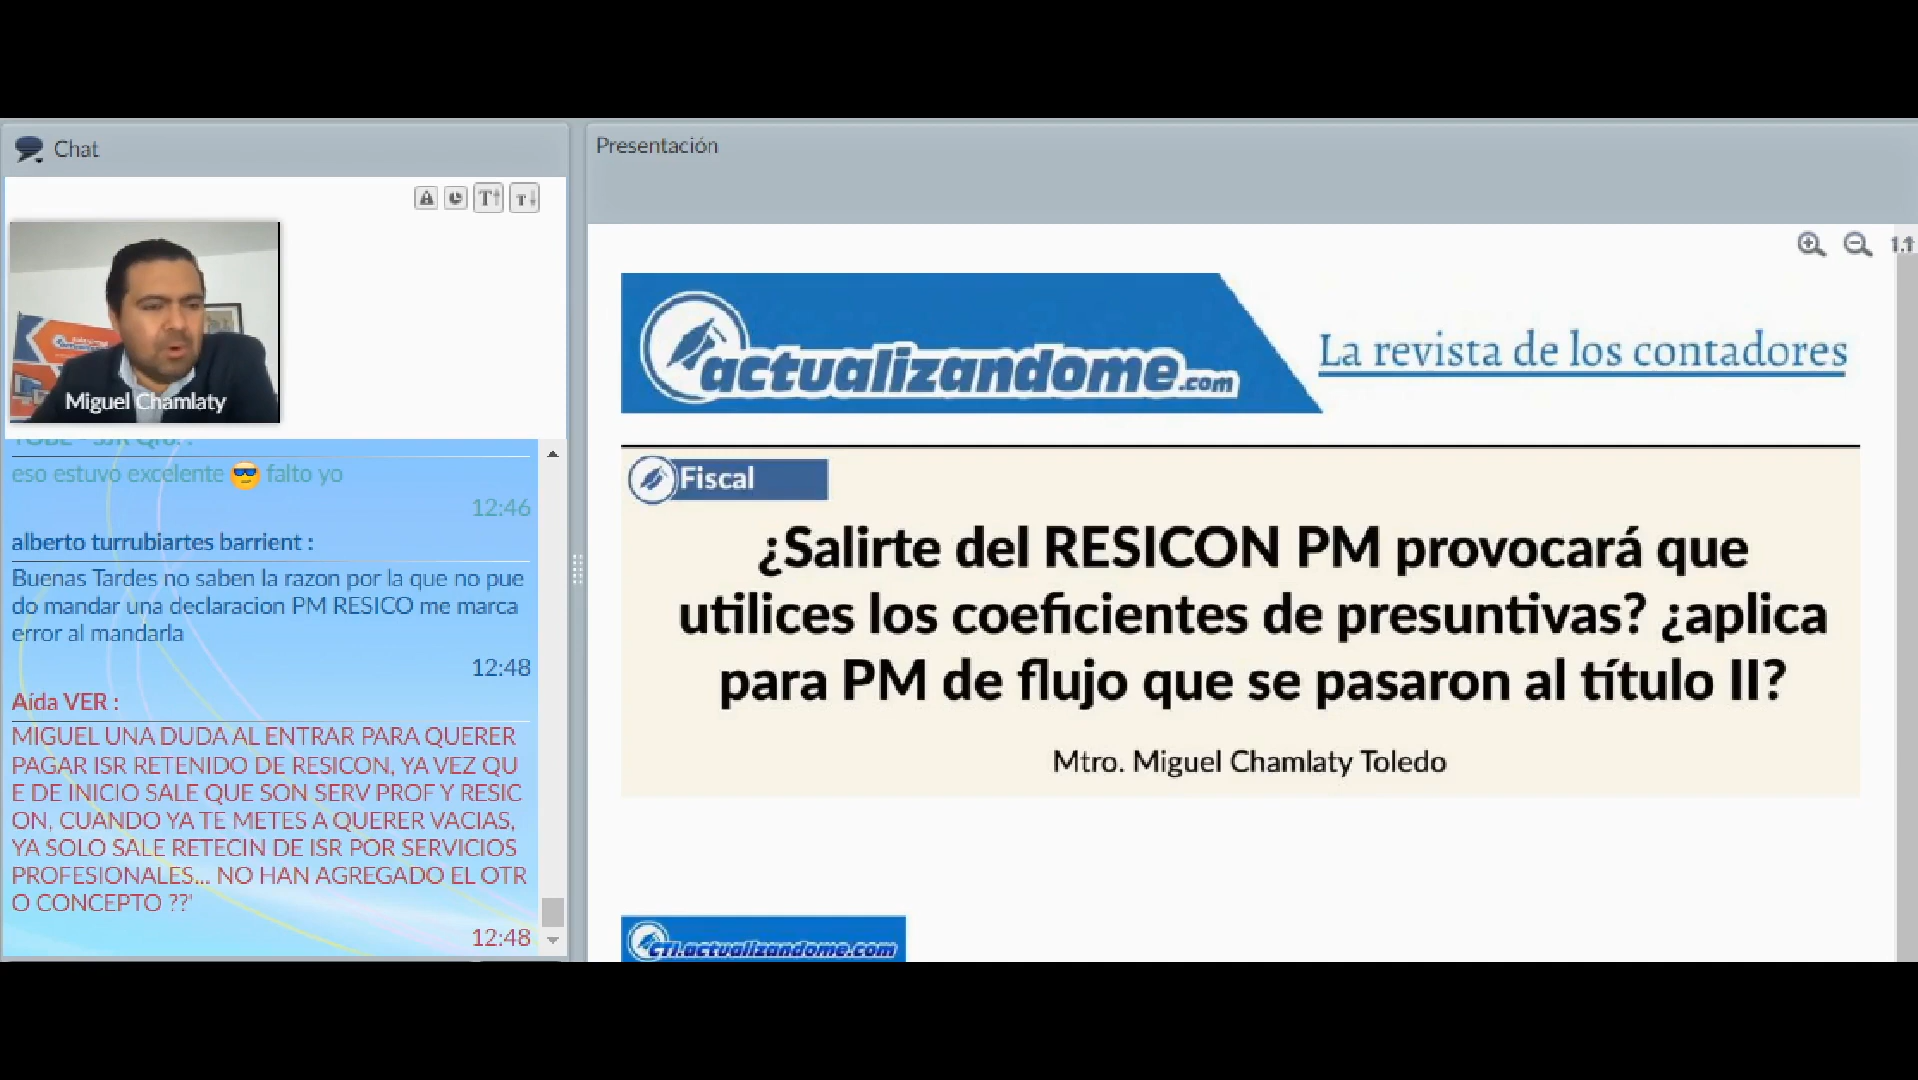 Chat
Presentación
Miguel Chamlaty
TOBE - SJR Qro. :
eso estuvo excelente falto yo
12:46
alberto turrubiartes barrient :
Buenas Tardes no saben la razon por la que no pue
do mandar una declaracion PM RESICO me marca
error al mandarla
12:48
Aída VER :
MIGUEL UNA DUDA AL ENTRAR PARA QUERER
PAGAR ISR RETENIDO DE RESICON, YA VEZ QU
E DE INICIO SALE QUE SON SERV PROF Y RESIC
ON, CUANDO YA TE METES A QUERER VACIAS,
YA SOLO SALE RETECIN DE ISR POR SERVICIOS
PROFESIONALES... NO HAN AGREGADO EL OTR
O CONCEPTO ??'
12:48
1.1
actualizandome.com
La revista de los contadores
Fiscal
¿Salirte del RESICON PM provocará que
utilices los coeficientes de presuntivas? ¿aplica
para PM de flujo que se pasaron al título II?
Mtro. Miguel Chamlaty Toledo
CTI.actualizandome.com